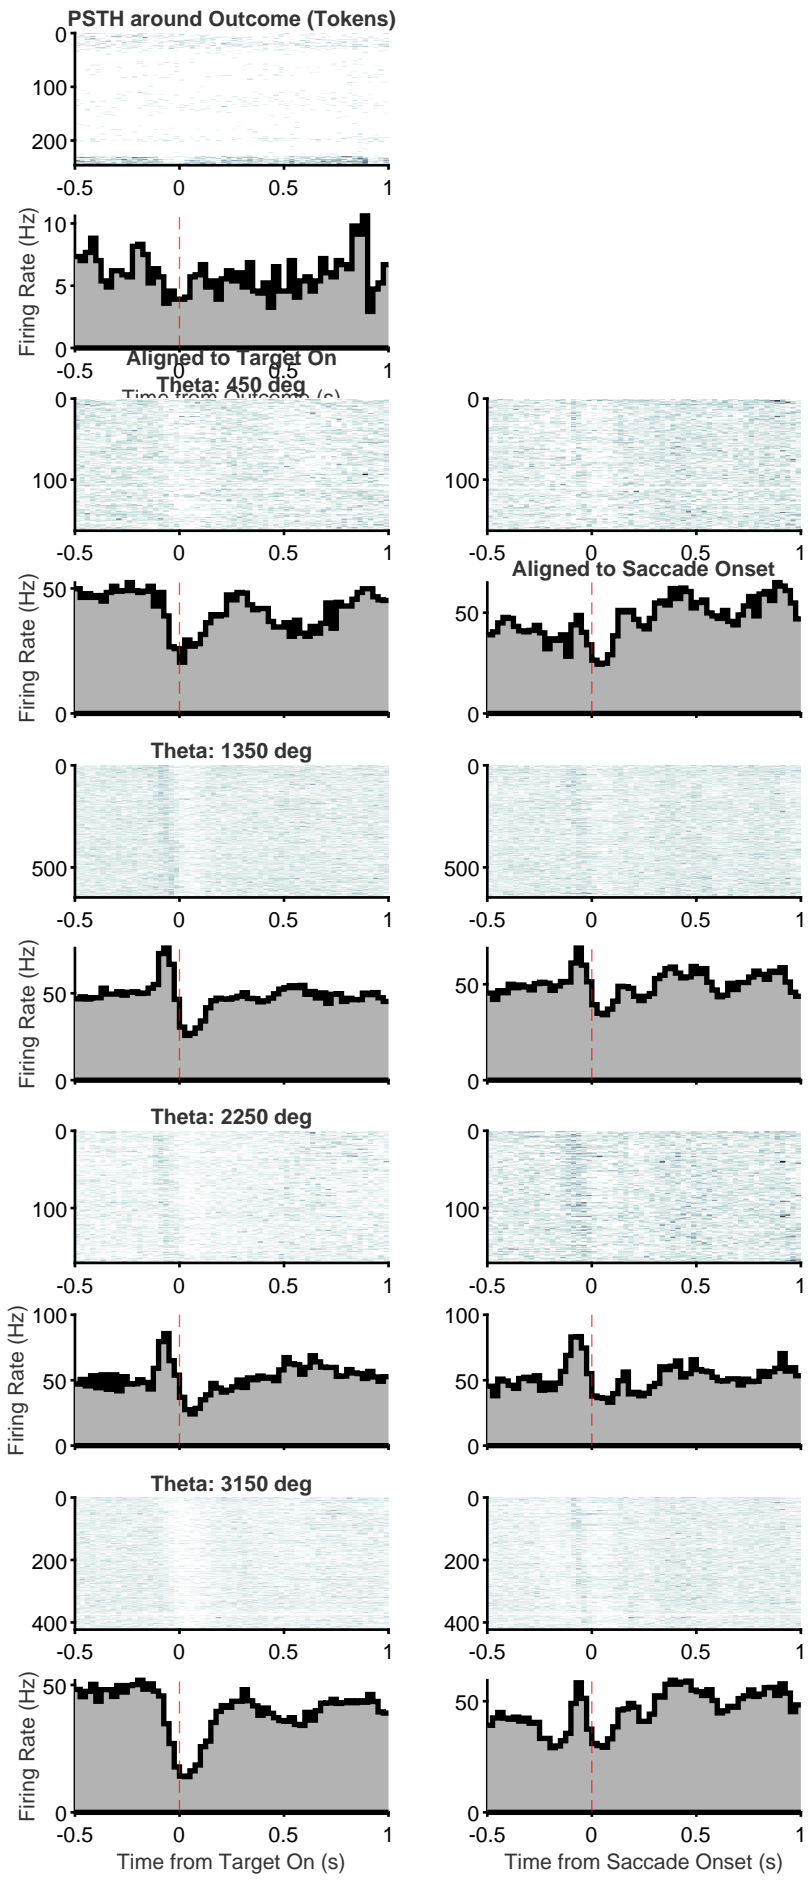 PSTH around Outcome (Tokens)
0
100
200
-0.5 0 0.5 1
Firing Rate (Hz)
10
5
0
-0.5 0 0.5 1
Time from Outcome (s)
Aligned to Target On
Theta: 450 deg
0
100
-0.5 0 0.5 1
0
100
-0.5 0 0.5 1
Firing Rate (Hz)
50
0
Aligned to Saccade Onset
50
0
Theta: 1350 deg
0
500
-0.5 0 0.5 1
0
500
-0.5 0 0.5 1
Firing Rate (Hz)
50
0
50
0
Theta: 2250 deg
0
100
-0.5 0 0.5 1
0
100
-0.5 0 0.5 1
Firing Rate (Hz)
100
50
0
100
50
0
Theta: 3150 deg
0
200
400
-0.5 0 0.5 1
0
200
400
-0.5 0 0.5 1
Firing Rate (Hz)
50
0
-0.5 0 0.5 1
Time from Target On (s)
50
0
-0.5 0 0.5 1
Time from Saccade Onset (s)